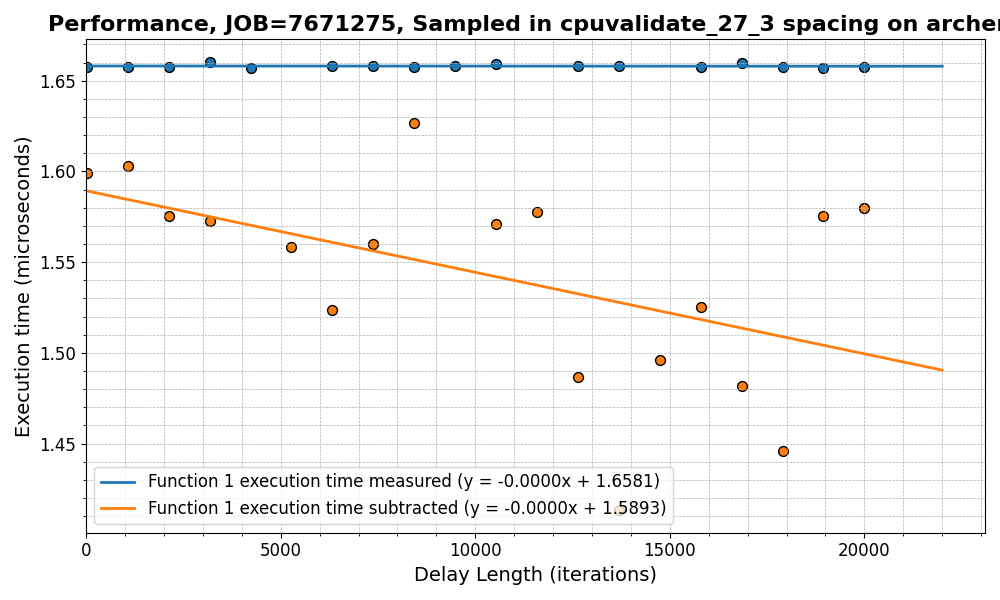 Performance, JOB=7671275, Sampled in cpuvalidate_27_3 spacing on archer
Execution time (microseconds)
1.65
1.60
1.55
1.50
1.45
Function 1 execution time measured (y = -0.0000x + 1.6581)
Function 1 execution time subtracted (y = -0.0000x + 1.5893)
0
5000
10000
15000
20000
Delay Length (iterations)